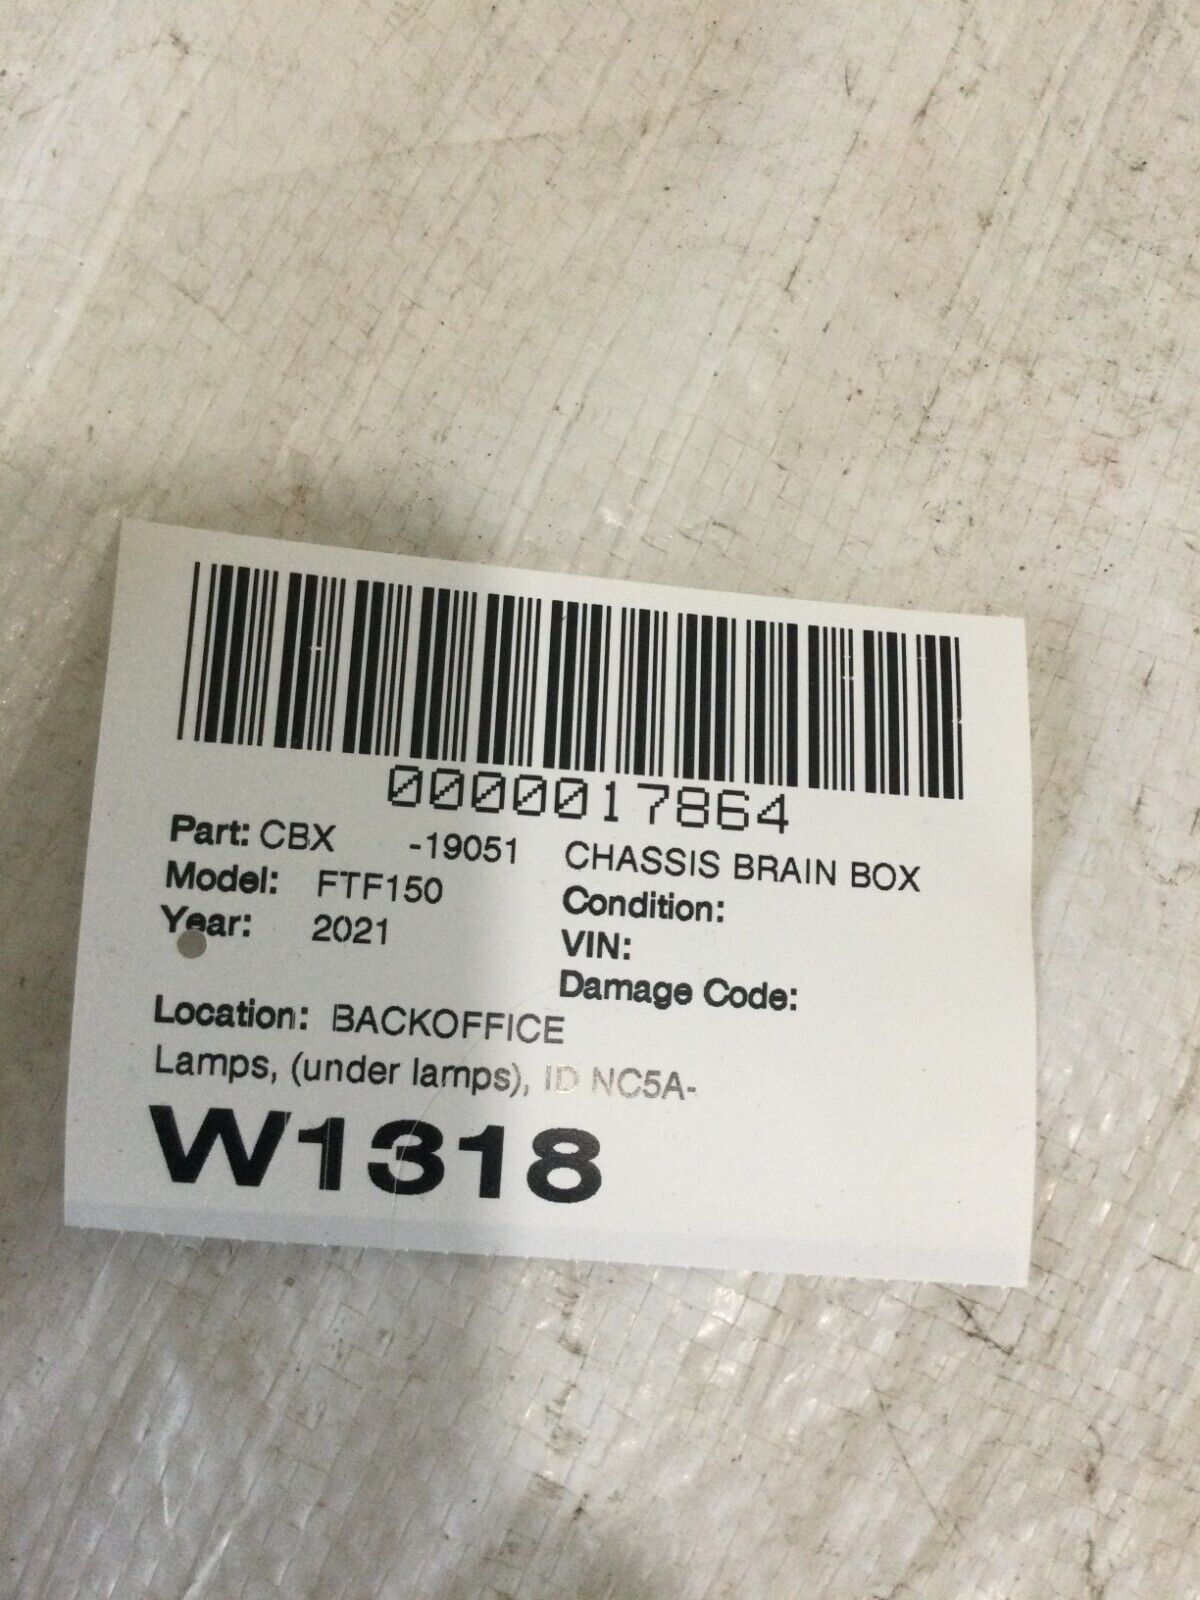 0000017864
Part: CBX -19051 CHASSIS BRAIN BOX
Model: FTF150 Condition:
Year: 2021 VIN:
Damage Code:
Location: BACKOFFICE
Lamps, (under lamps), ID NC5A-
W1318